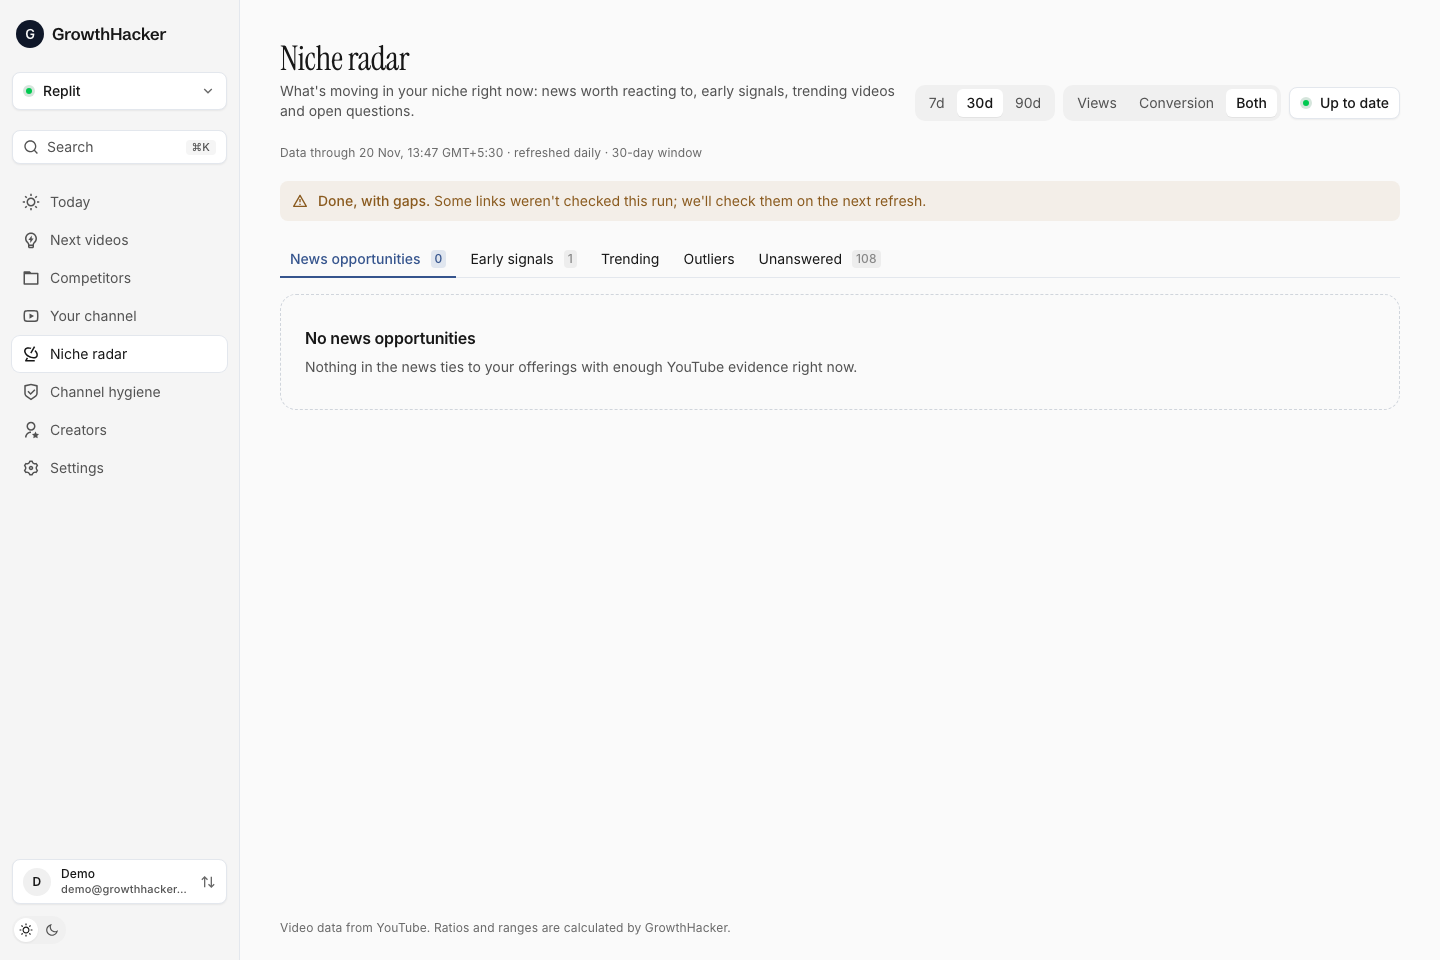 G GrowthHacker
Replit
Search ⌘K
Today
Next videos
Competitors
Your channel
Niche radar
Channel hygiene
Creators
Settings
D
Demo
demo@growthhacker...
Niche radar
What's moving in your niche right now: news worth reacting to, early signals, trending videos
and open questions.
7d 30d 90d
Views Conversion Both
Up to date
Data through 20 Nov, 13:47 GMT+5:30 · refreshed daily · 30-day window
Done, with gaps. Some links weren't checked this run; we'll check them on the next refresh.
News opportunities 0 Early signals 1 Trending Outliers Unanswered 108
No news opportunities
Nothing in the news ties to your offerings with enough YouTube evidence right now.
Video data from YouTube. Ratios and ranges are calculated by GrowthHacker.